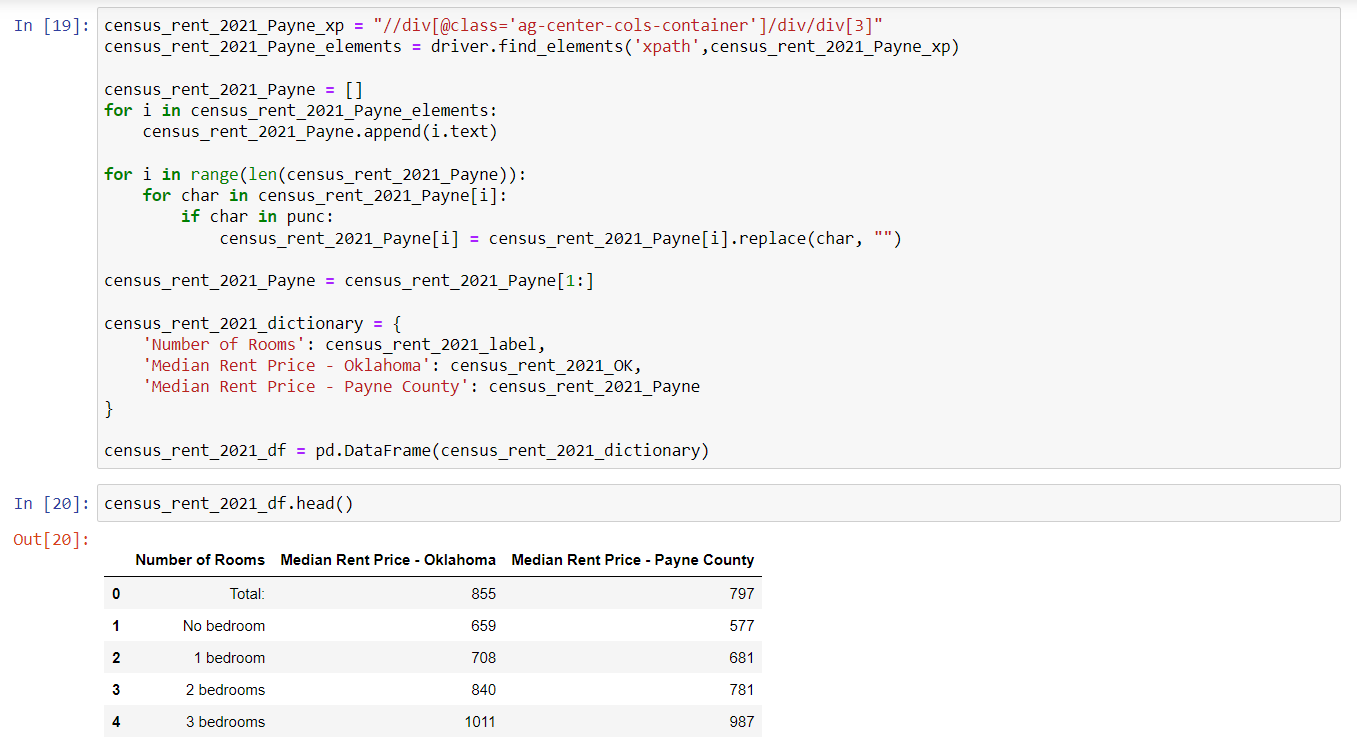 In [19]: census_rent_2021_Payne_xp = "//div[@class='ag-center-cols-container']/div/div[3]"
census_rent_2021_Payne_elements = driver.find_elements('xpath',census_rent_2021_Payne_xp)
census_rent_2021_Payne = []
for i in census_rent_2021_Payne_elements:
    census_rent_2021_Payne.append(i.text)
for i in range(len(census_rent_2021_Payne)):
    for char in census_rent_2021_Payne[i]:
        if char in punc:
            census_rent_2021_Payne[i] = census_rent_2021_Payne[i].replace(char, "")
census_rent_2021_Payne = census_rent_2021_Payne[1:]
census_rent_2021_dictionary = {
    'Number of Rooms': census_rent_2021_label,
    'Median Rent Price - Oklahoma': census_rent_2021_OK,
    'Median Rent Price - Payne County': census_rent_2021_Payne
}
census_rent_2021_df = pd.DataFrame(census_rent_2021_dictionary)
In [20]: census_rent_2021_df.head()
Out[20]:
Number of Rooms Median Rent Price - Oklahoma Median Rent Price - Payne County
0 Total: 855 797
1 No bedroom 659 577
2 1 bedroom 708 681
3 2 bedrooms 840 781
4 3 bedrooms 1011 987